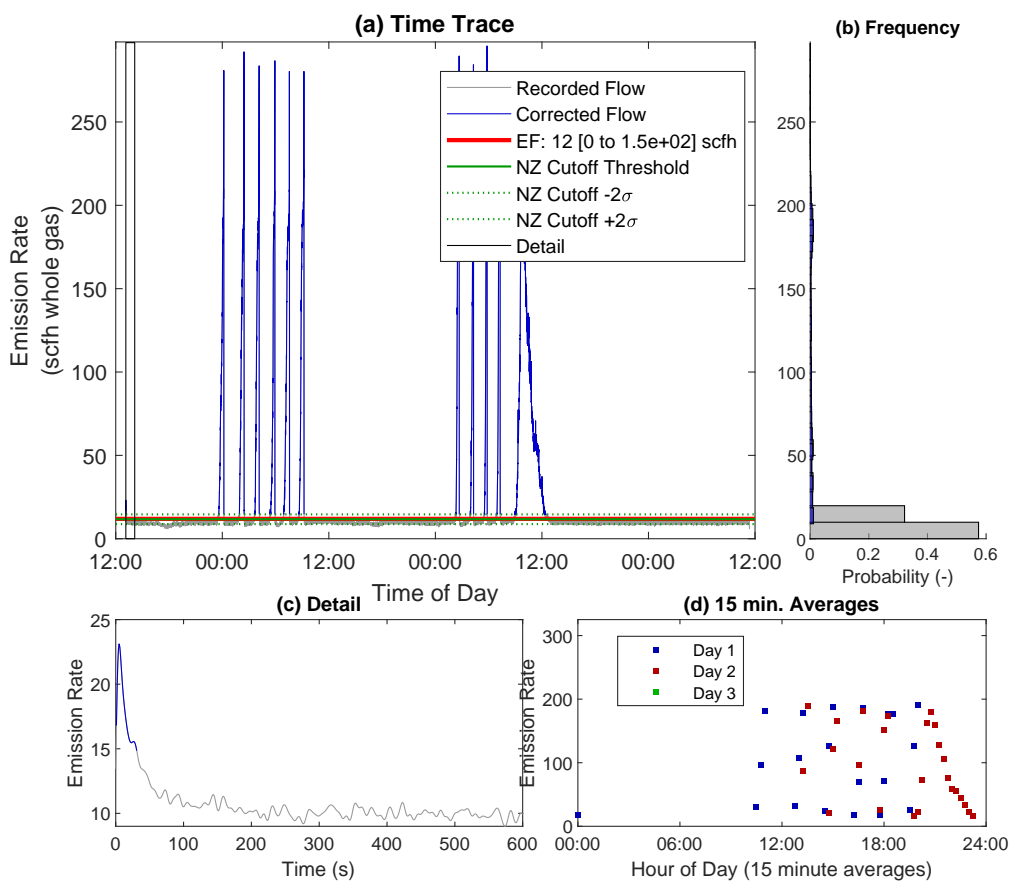 (a) Time Trace
Emission Rate
(scfh whole gas)
250
200
150
100
50
0
12:00
00:00
12:00
00:00
12:00
00:00
12:00
Time of Day
Recorded Flow
Corrected Flow
EF: 12 [0 to 1.5e+02] scfh
NZ Cutoff Threshold
NZ Cutoff -2σ
NZ Cutoff +2σ
Detail
(b) Frequency
250
200
150
100
50
0
0
0.2
0.4
0.6
Probability (-)
(c) Detail
Emission Rate
25
20
15
10
0
100
200
300
400
500
600
Time (s)
(d) 15 min. Averages
Emission Rate
300
200
100
0
00:00
06:00
12:00
18:00
24:00
Hour of Day (15 minute averages)
Day 1
Day 2
Day 3